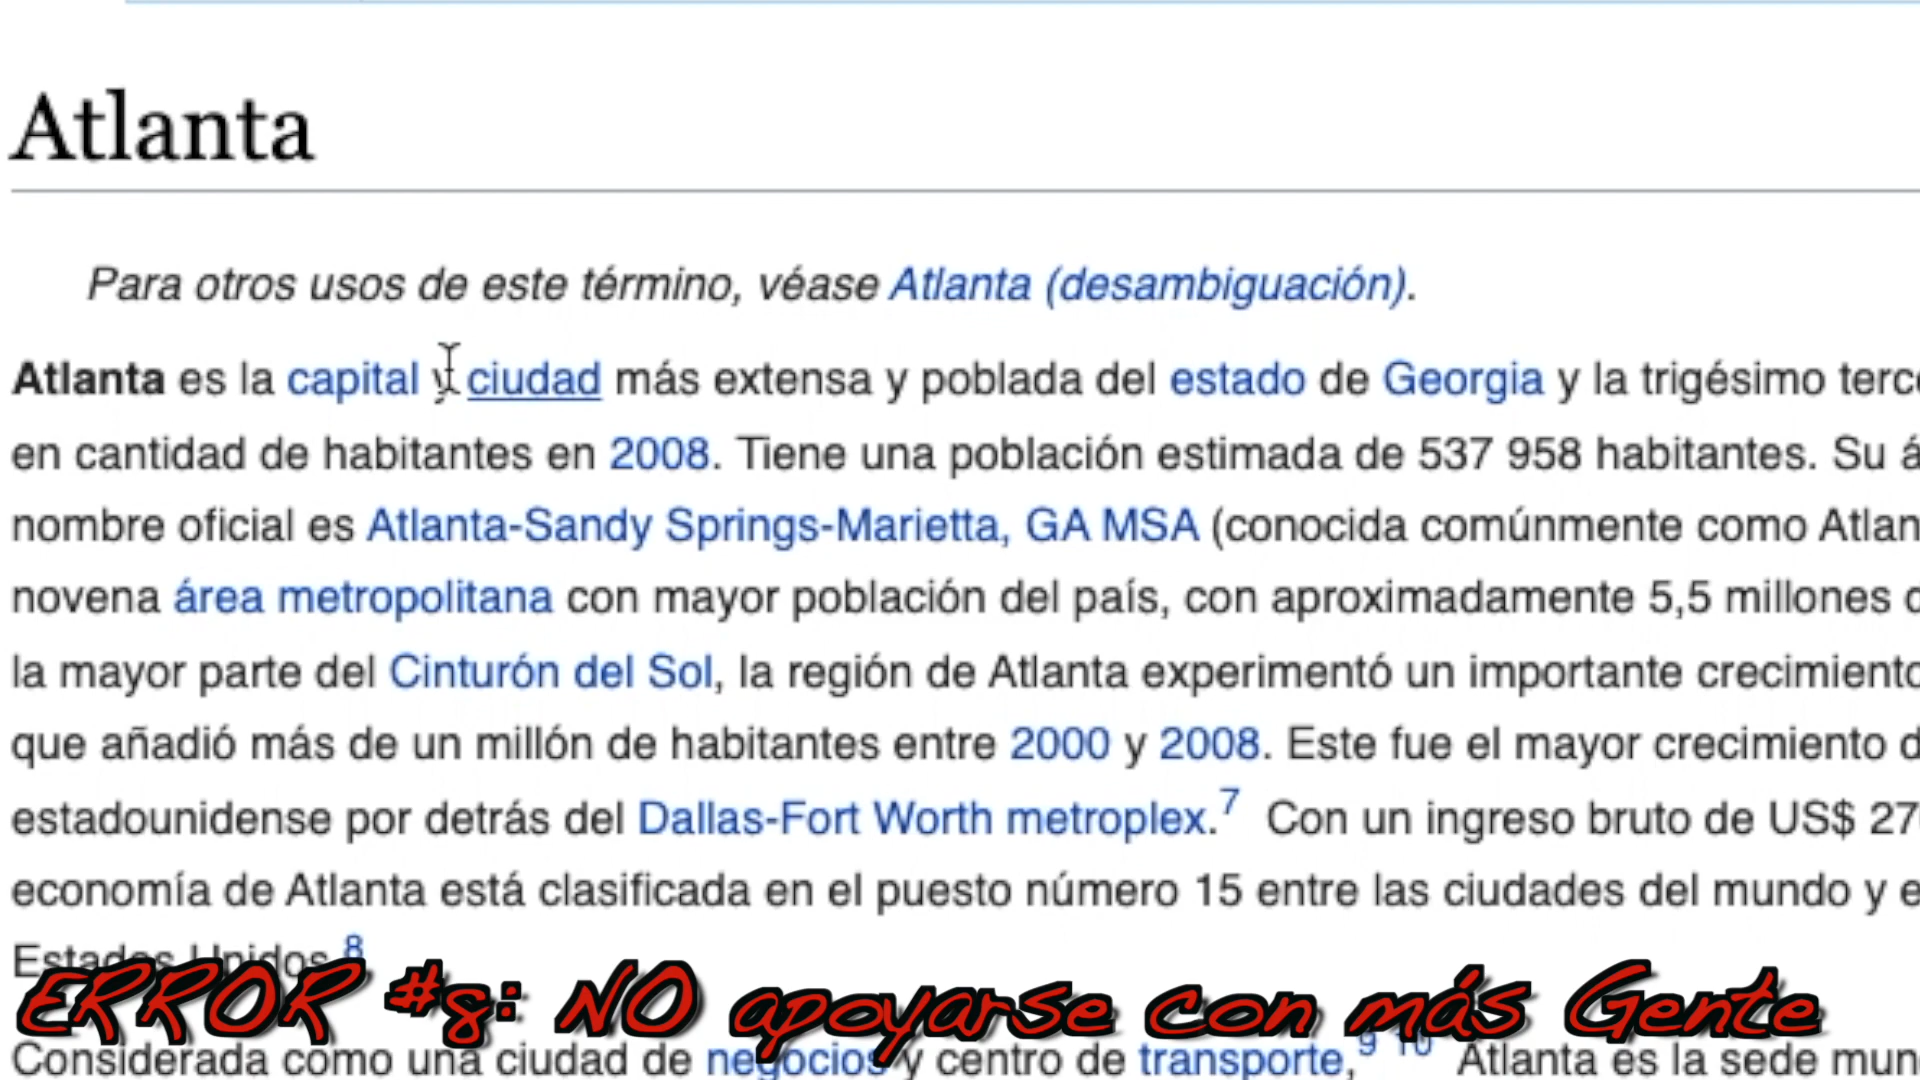 Atlanta
Para otros usos de este término, véase Atlanta (desambiguación).
Atlanta es la capital y ciudad más extensa y poblada del estado de Georgia y la trigésimo
en cantidad de habitantes en 2008. Tiene una población estimada de 537 958 habitantes. Su
nombre oficial es Atlanta-Sandy Springs-Marietta, GA MSA (conocida comúnmente como Atlan
novena área metropolitana con mayor población del país, con aproximadamente 5,5 millones
la mayor parte del Cinturón del Sol, la región de Atlanta experimentó un importante crecimiento
que añadió más de un millón de habitantes entre 2000 y 2008. Este fue el mayor crecimiento
estadounidense por detrás del Dallas-Fort Worth metroplex.7 Con un ingreso bruto de US$ 27
economía de Atlanta está clasificada en el puesto número 15 entre las ciudades del mundo y
Estados Unidos.8
ERROR #8: NO apoyarse con más Gente
Considerada como una ciudad de negocios y centro de transporte,9 10 Atlanta es la sede mun